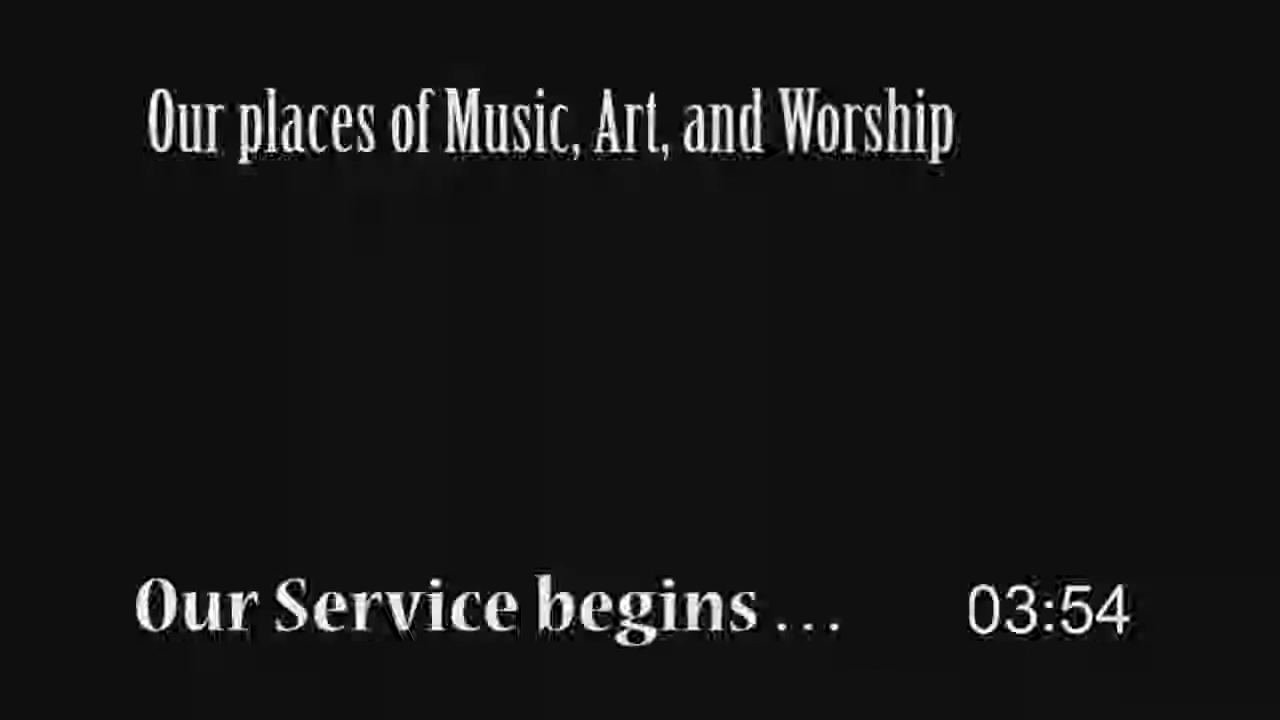 Our places of Music, Art, and Worship
Our Service begins ... 03:54